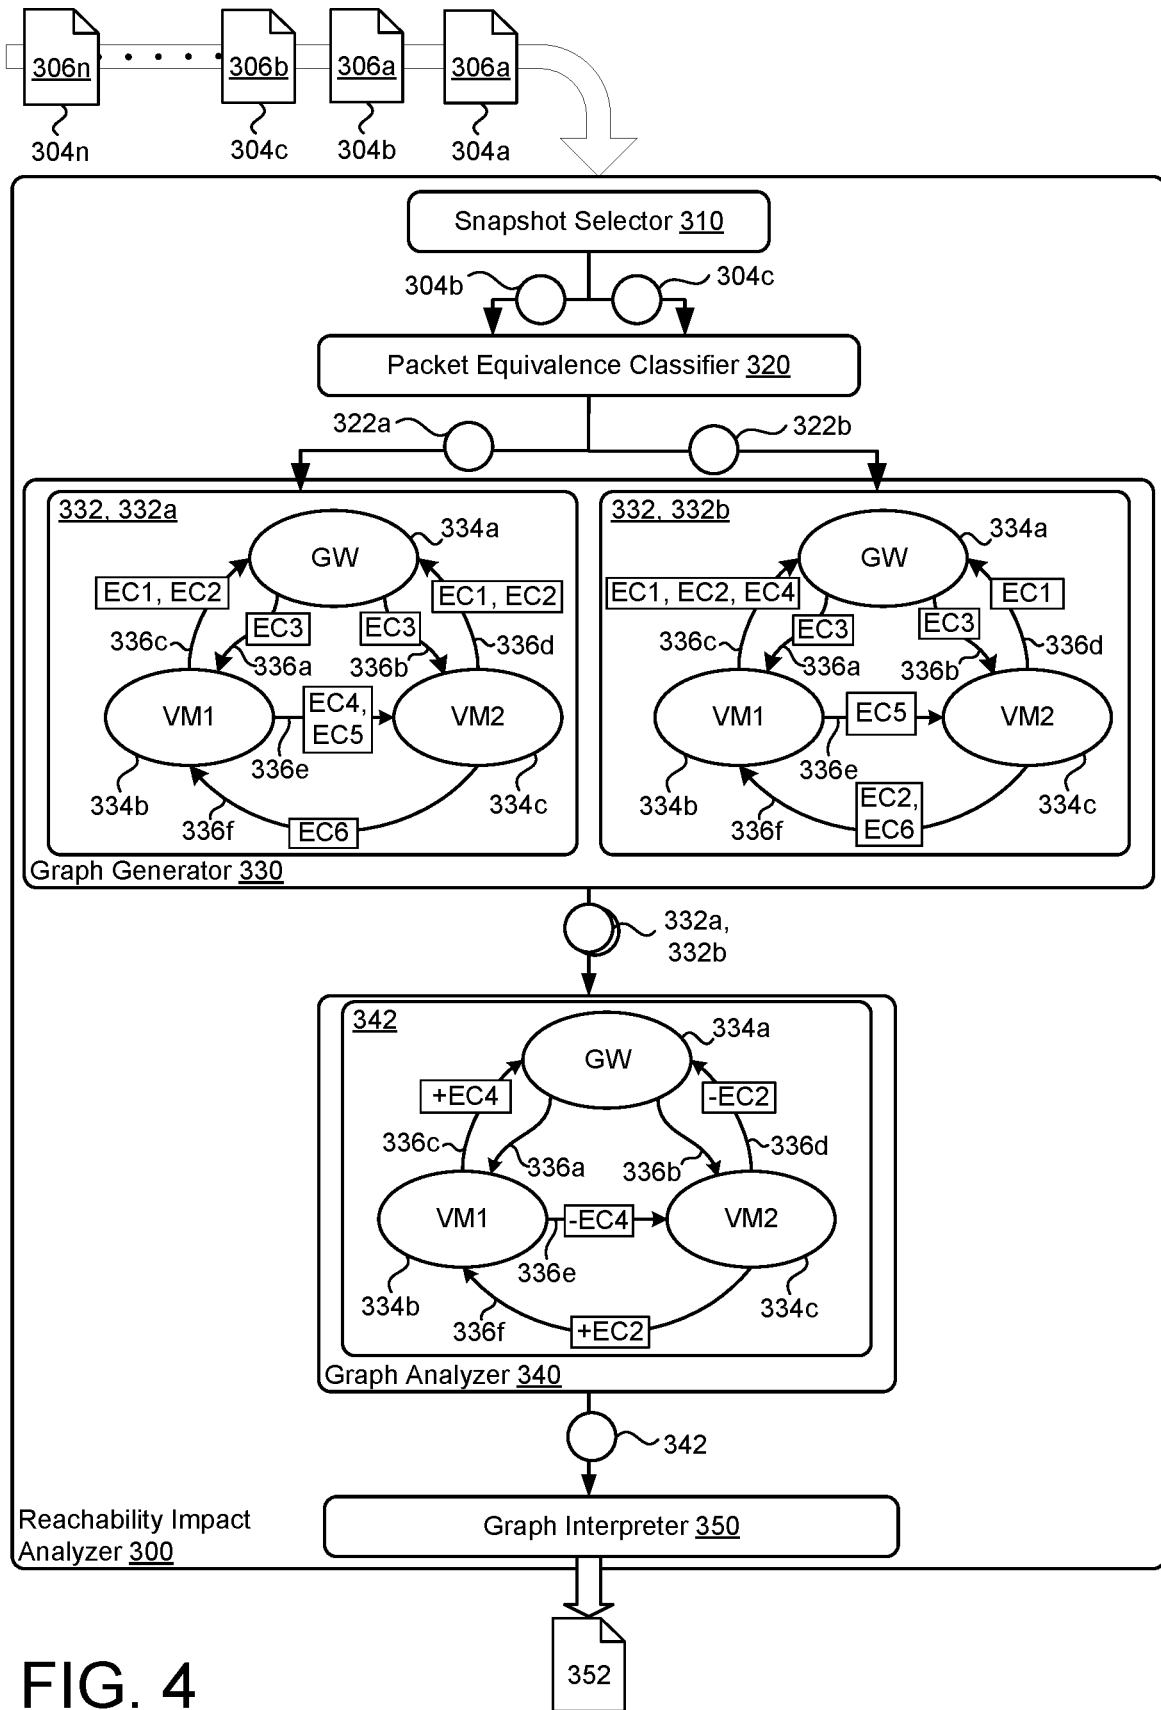 306n
306b
306a
306a
304n
304c
304b
304a
Snapshot Selector 310
304b
304c
Packet Equivalence Classifier 320
322a
322b
332, 332a
334a
GW
EC1, EC2
EC1, EC2
EC3
EC3
336c
336a
336b
336d
VM1
EC4,
EC5
VM2
336e
334b
334c
336f
EC6
332, 332b
334a
GW
EC1, EC2, EC4
EC1
EC3
EC3
336c
336a
336b
336d
VM1
EC5
VM2
336e
334b
334c
336f
EC2,
EC6
Graph Generator 330
332a,
332b
342
334a
GW
+EC4
-EC2
336c
336a
336b
336d
VM1
-EC4
VM2
336e
334b
334c
336f
+EC2
Graph Analyzer 340
342
Reachability Impact
Analyzer 300
Graph Interpreter 350
352
FIG. 4